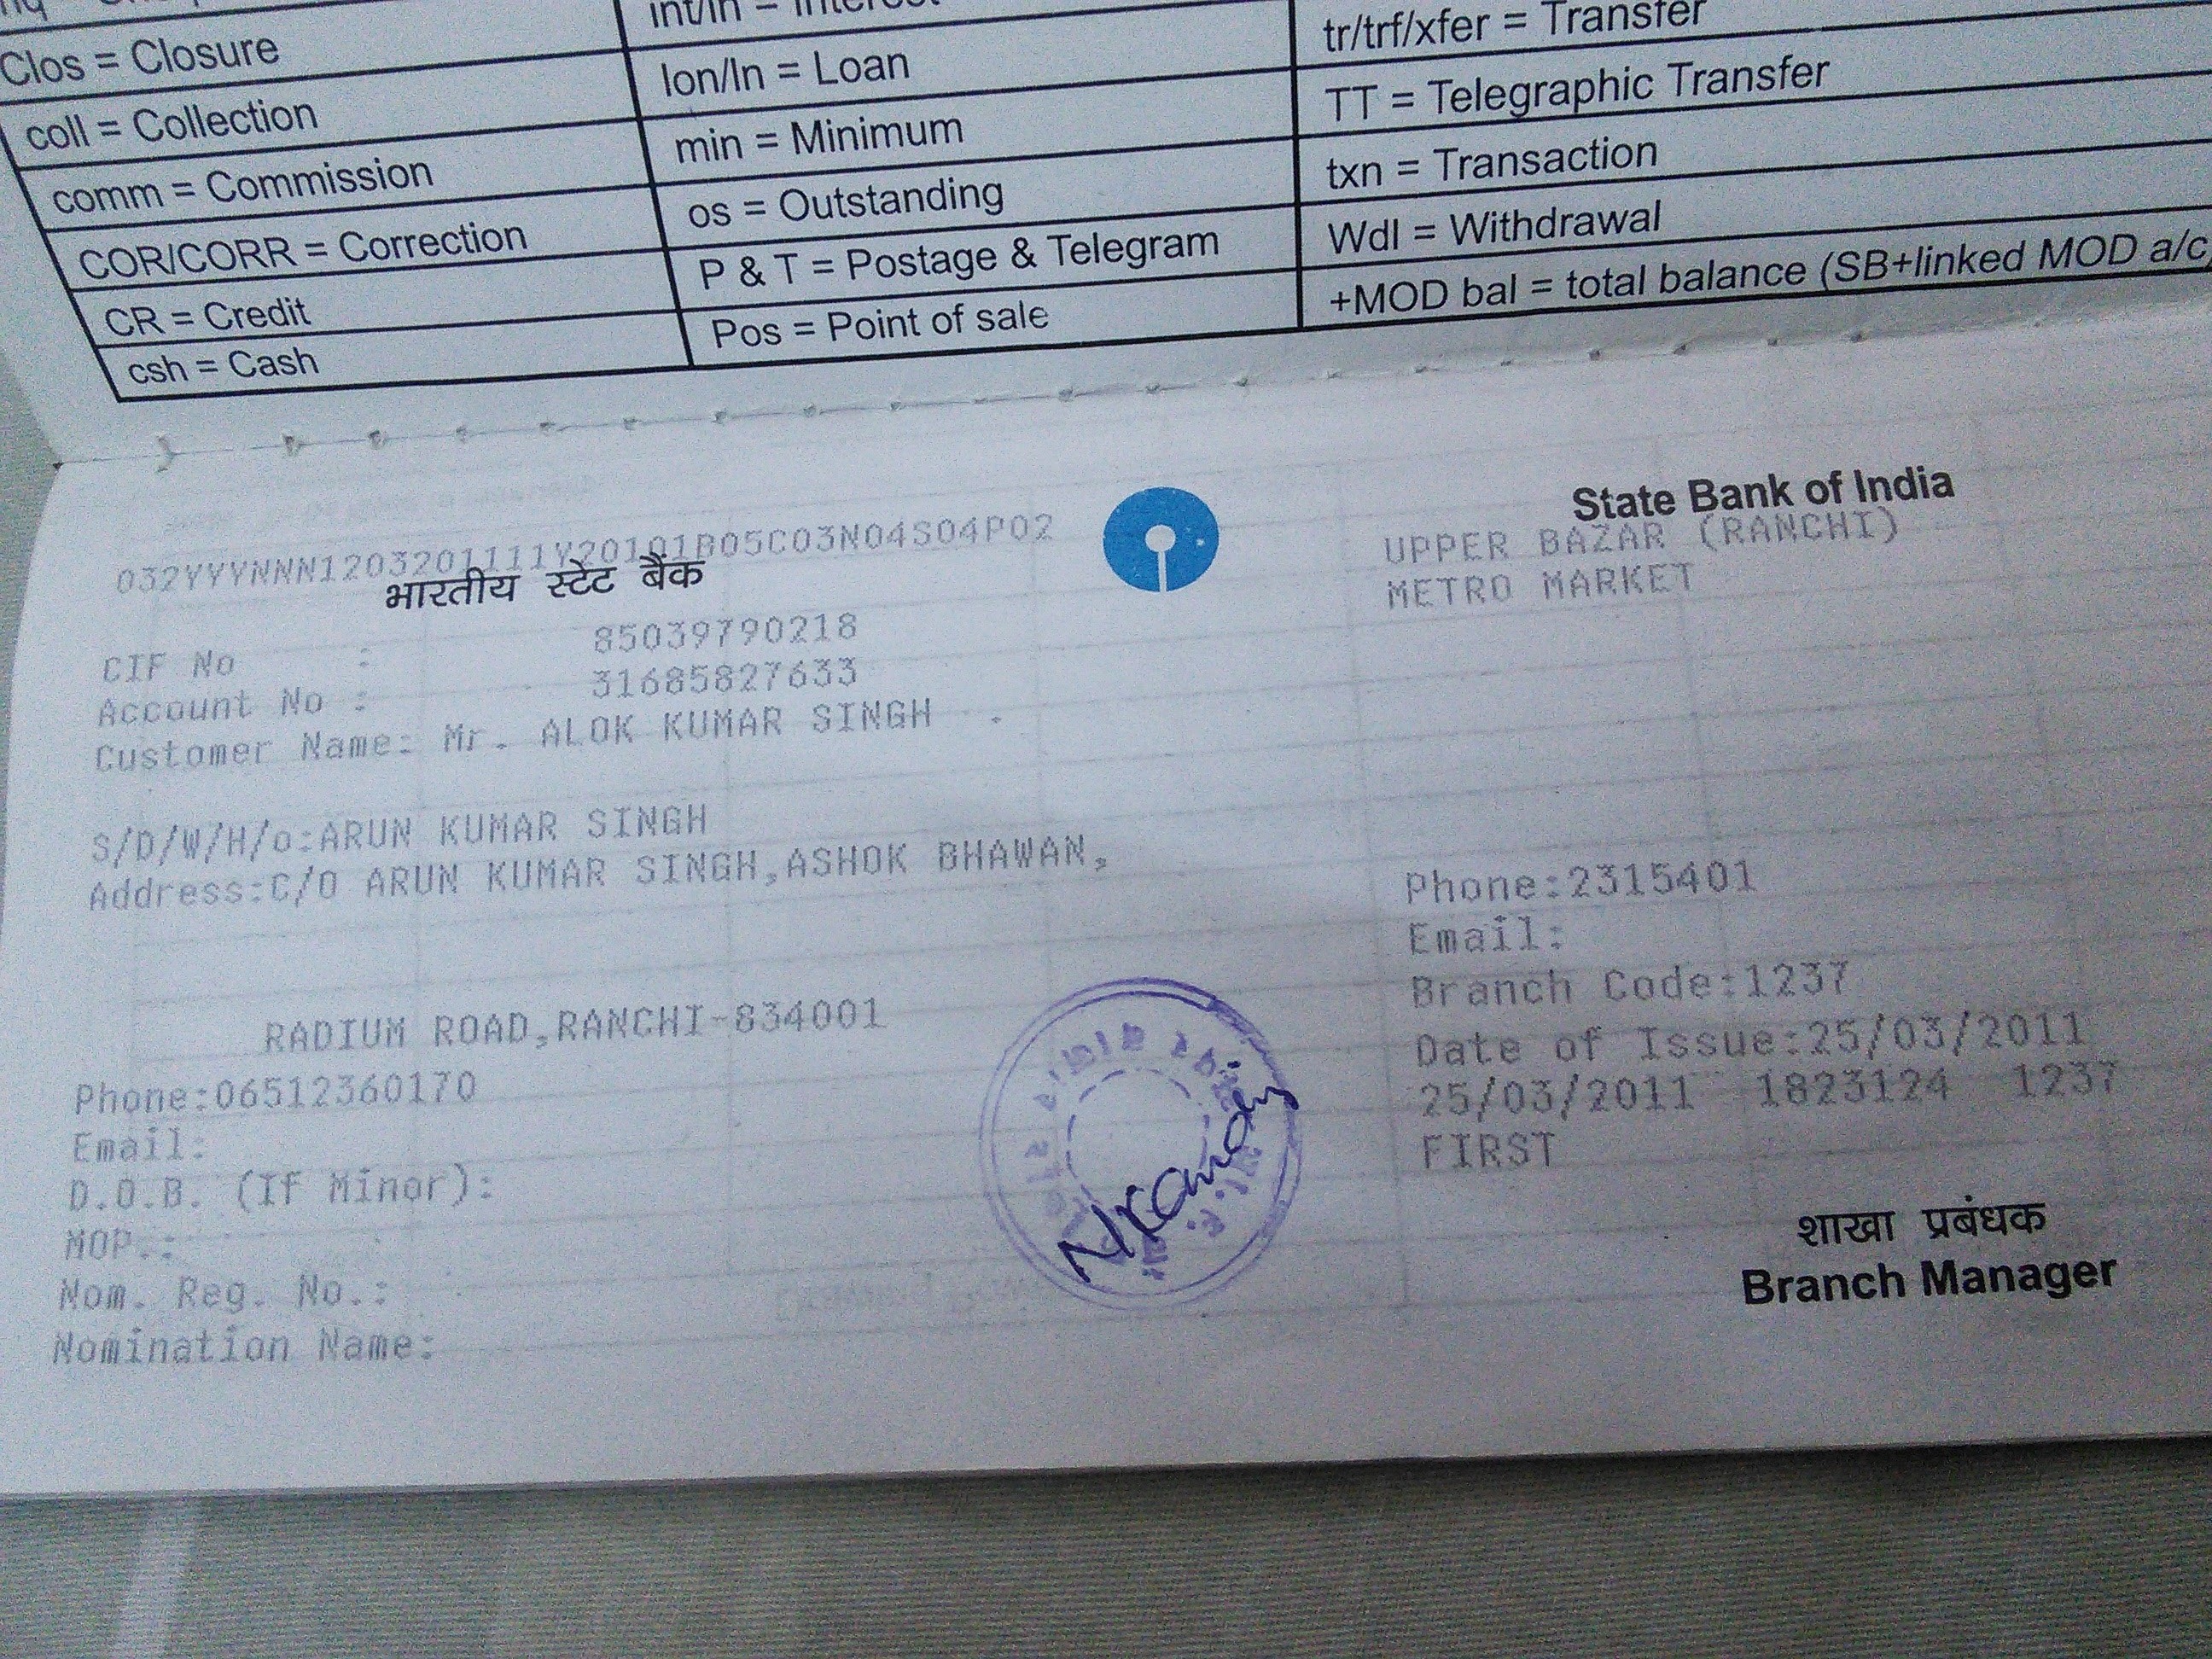 Clos = Closure
coll = Collection
comm = Commission
COR/CORR = Correction
CR = Credit
csh = Cash
int/in = Interest
lon/ln = Loan
min = Minimum
os = Outstanding
P & T = Postage & Telegram
Pos = Point of sale
tr/trf/xfer = Transfer
TT = Telegraphic Transfer
txn = Transaction
Wdl = Withdrawal
+MOD bal = total balance (SB+linked MOD a/c)
032YYYNNN1203201111Y20101B05C03N04S04P02
भारतीय स्टेट बैंक
State Bank of India
UPPER BAZAR (RANCHI)
METRO MARKET
CIF No : 85039790218
Account No : 31685827633
Customer Name: Mr. ALOK KUMAR SINGH .
S/D/W/H/o:ARUN KUMAR SINGH
Address:C/O ARUN KUMAR SINGH,ASHOK BHAWAN,
RADIUM ROAD,RANCHI-834001
Phone:06512360170
Email:
D.O.B. (If Minor):
MOP.:
Nom. Reg. No.:
Nomination Name:
Phone:2315401
Email:
Branch Code:1237
Date of Issue:25/03/2011
25/03/2011 1823124 1237
FIRST
शाखा प्रबंधक
Branch Manager